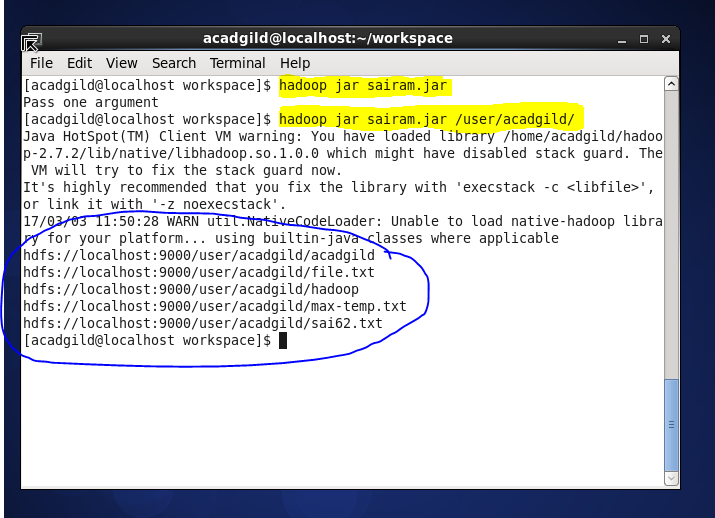 acadgild@localhost:~/workspace
File Edit View Search Terminal Help
[acadgild@localhost workspace]$ hadoop jar sairam.jar
Pass one argument
[acadgild@localhost workspace]$ hadoop jar sairam.jar /user/acadgild/
Java HotSpot(TM) Client VM warning: You have loaded library /home/acadgild/hadoo
p-2.7.2/lib/native/libhadoop.so.1.0.0 which might have disabled stack guard. The
 VM will try to fix the stack guard now.
It's highly recommended that you fix the library with 'execstack -c <libfile>',
or link it with '-z noexecstack'.
17/03/03 11:50:28 WARN util.NativeCodeLoader: Unable to load native-hadoop libra
ry for your platform... using builtin-java classes where applicable
hdfs://localhost:9000/user/acadgild/acadgild
hdfs://localhost:9000/user/acadgild/file.txt
hdfs://localhost:9000/user/acadgild/hadoop
hdfs://localhost:9000/user/acadgild/max-temp.txt
hdfs://localhost:9000/user/acadgild/sai62.txt
[acadgild@localhost workspace]$